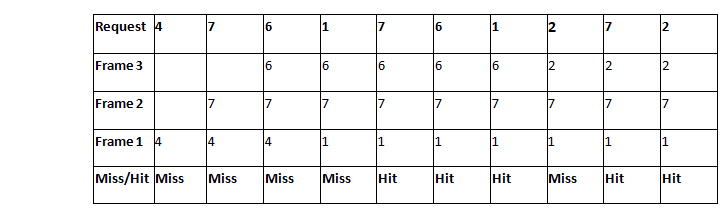 Request 4 7 6 1 7 6 1 2 7 2
Frame 3 6 6 6 6 6 2 2 2
Frame 2 7 7 7 7 7 7 7 7 7
Frame 1 4 4 4 1 1 1 1 1 1 1
Miss/Hit Miss Miss Miss Miss Hit Hit Hit Miss Hit Hit